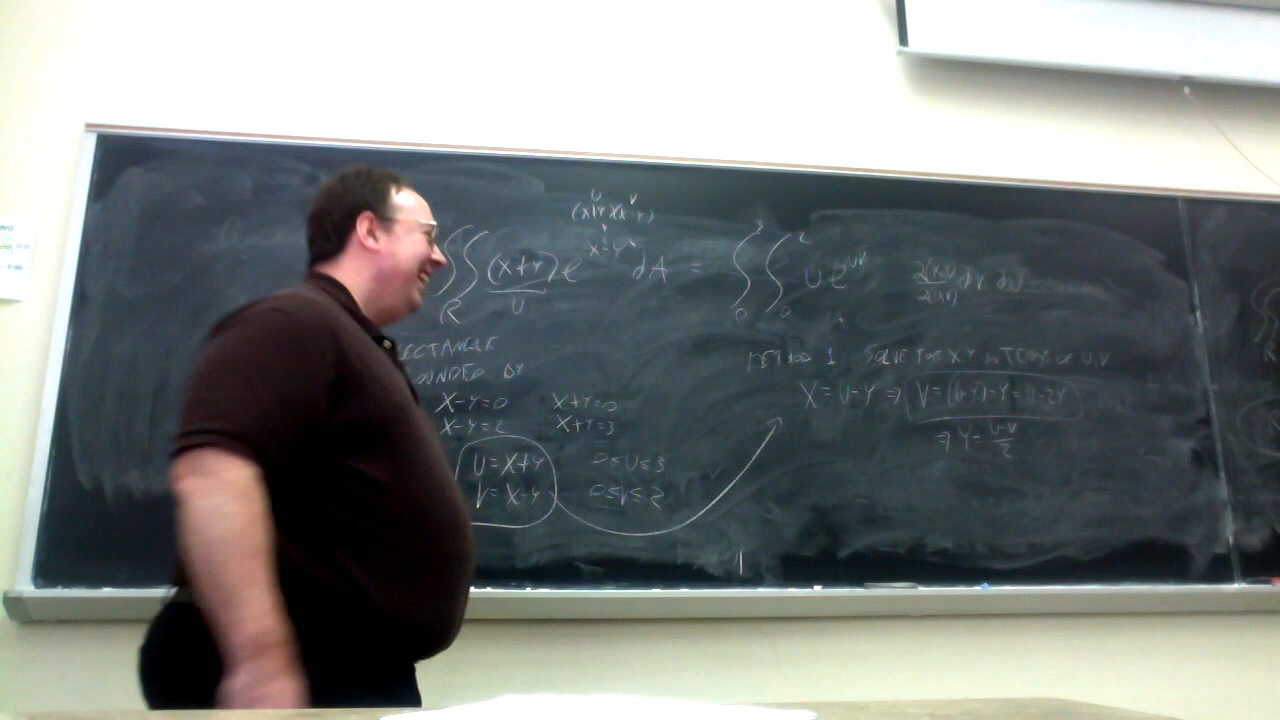 U V
(X+Y)(X-Y)
∬ (X+Y) e^{X²-Y²} dA = ∫₀³ ∫₀² U e^{UV} ∂(X,Y)/∂(U,V) dV dU
R U
ECTANGLE
OUNDED BY
X-Y=0 X+Y=0
X-Y=2 X+Y=3
U=X+Y 0≤U≤3
V=X-Y 0≤V≤2
METHOD 1 SOLVE FOR X,Y IN TERMS OF U,V
X=U-Y ⇒ V=(U-Y)-Y=U-2Y
⇒ Y=(U-V)/2